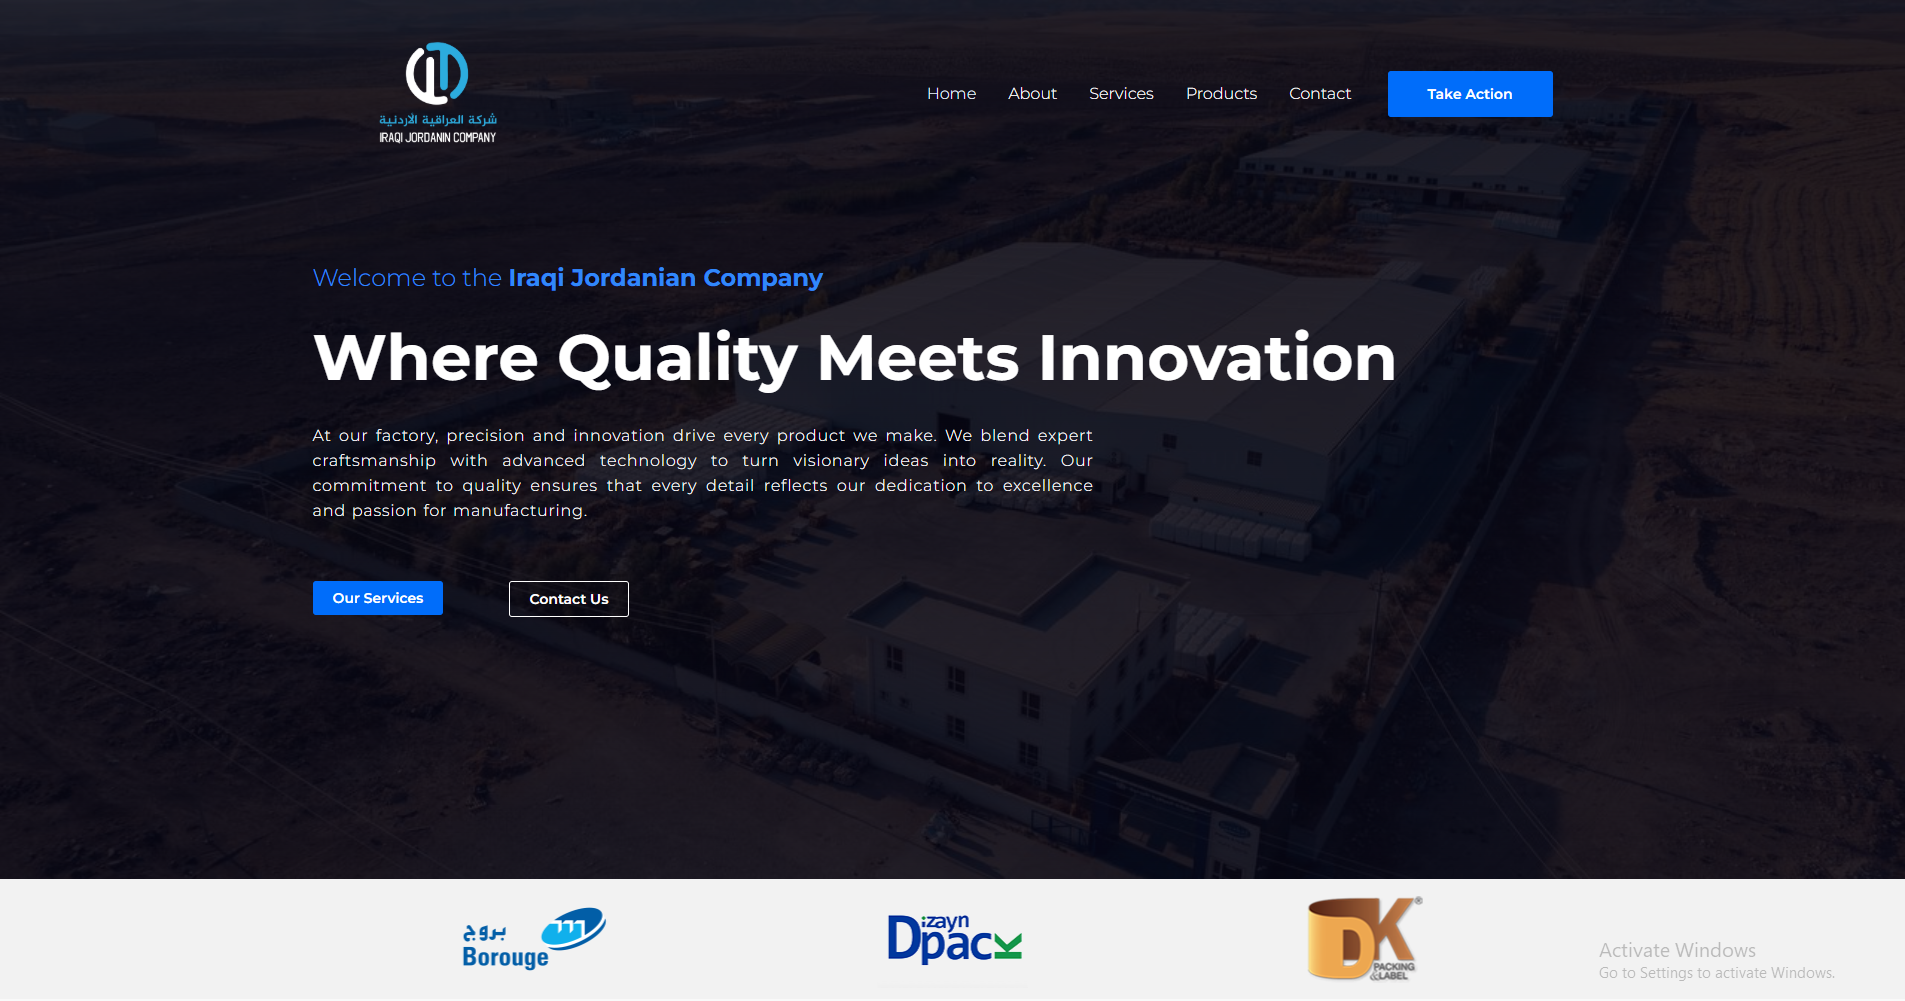 شركة العراقية الاردنية
IRAQI JORDANIN COMPANY
Home
About
Services
Products
Contact
Take Action
Welcome to the Iraqi Jordanian Company
Where Quality Meets Innovation
At our factory, precision and innovation drive every product we make. We blend expert
craftsmanship with advanced technology to turn visionary ideas into reality. Our
commitment to quality ensures that every detail reflects our dedication to excellence
and passion for manufacturing.
Our Services
Contact Us
بروج
Borouge
Dizayn
Dpack
DK®
PACKING
&LABEL
Activate Windows
Go to Settings to activate Windows.